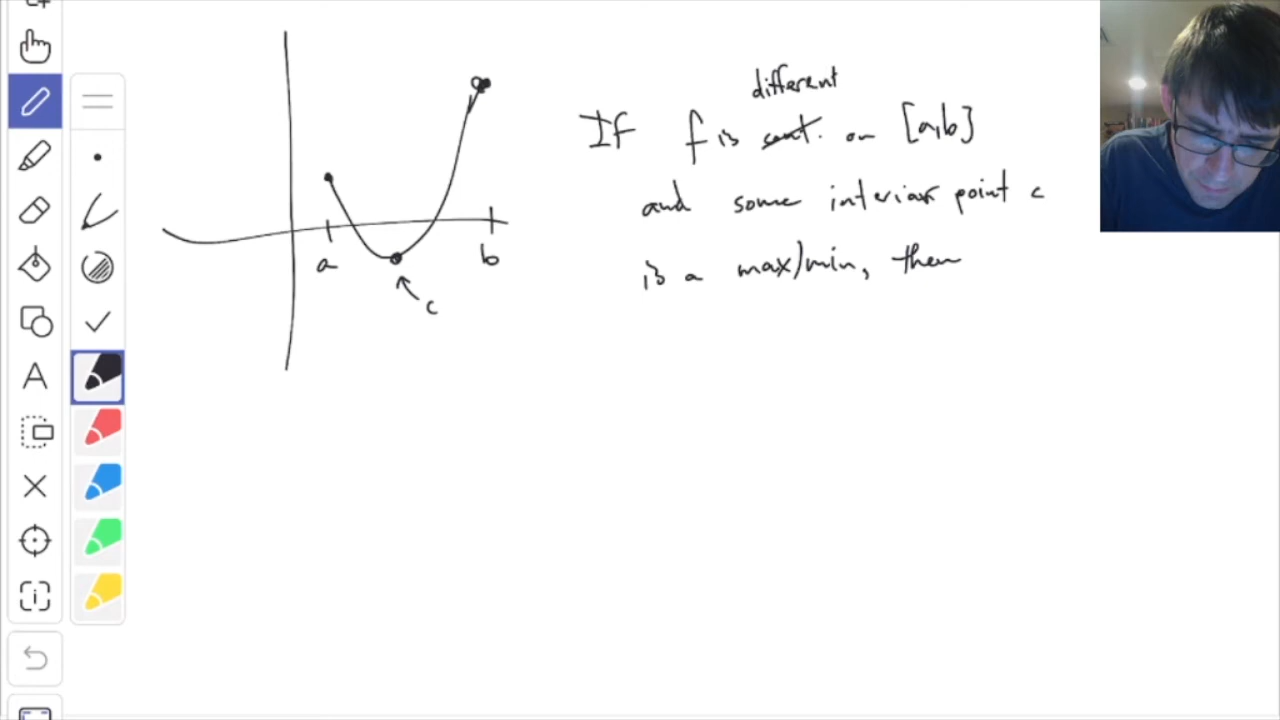 different
If f is cont. on [a,b]
and some interior point c
is a max/min, then
a
b
c
A